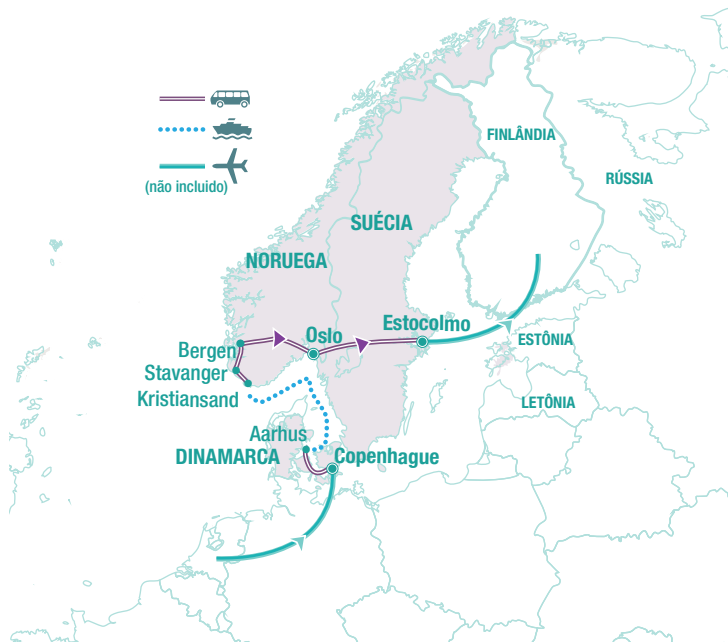 (não incluido)
FINLÂNDIA
RÚSSIA
SUÉCIA
NORUEGA
Oslo
Estocolmo
Bergen
ESTÔNIA
Stavanger
Kristiansand
LETÔNIA
Aarhus
DINAMARCA
Copenhague